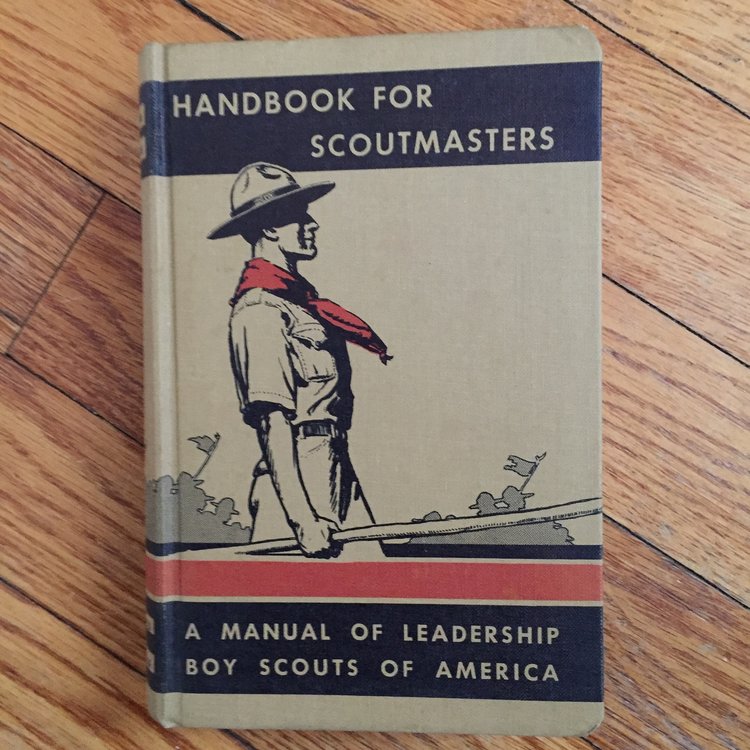 HANDBOOK FOR
SCOUTMASTERS
A MANUAL OF LEADERSHIP
BOY SCOUTS OF AMERICA